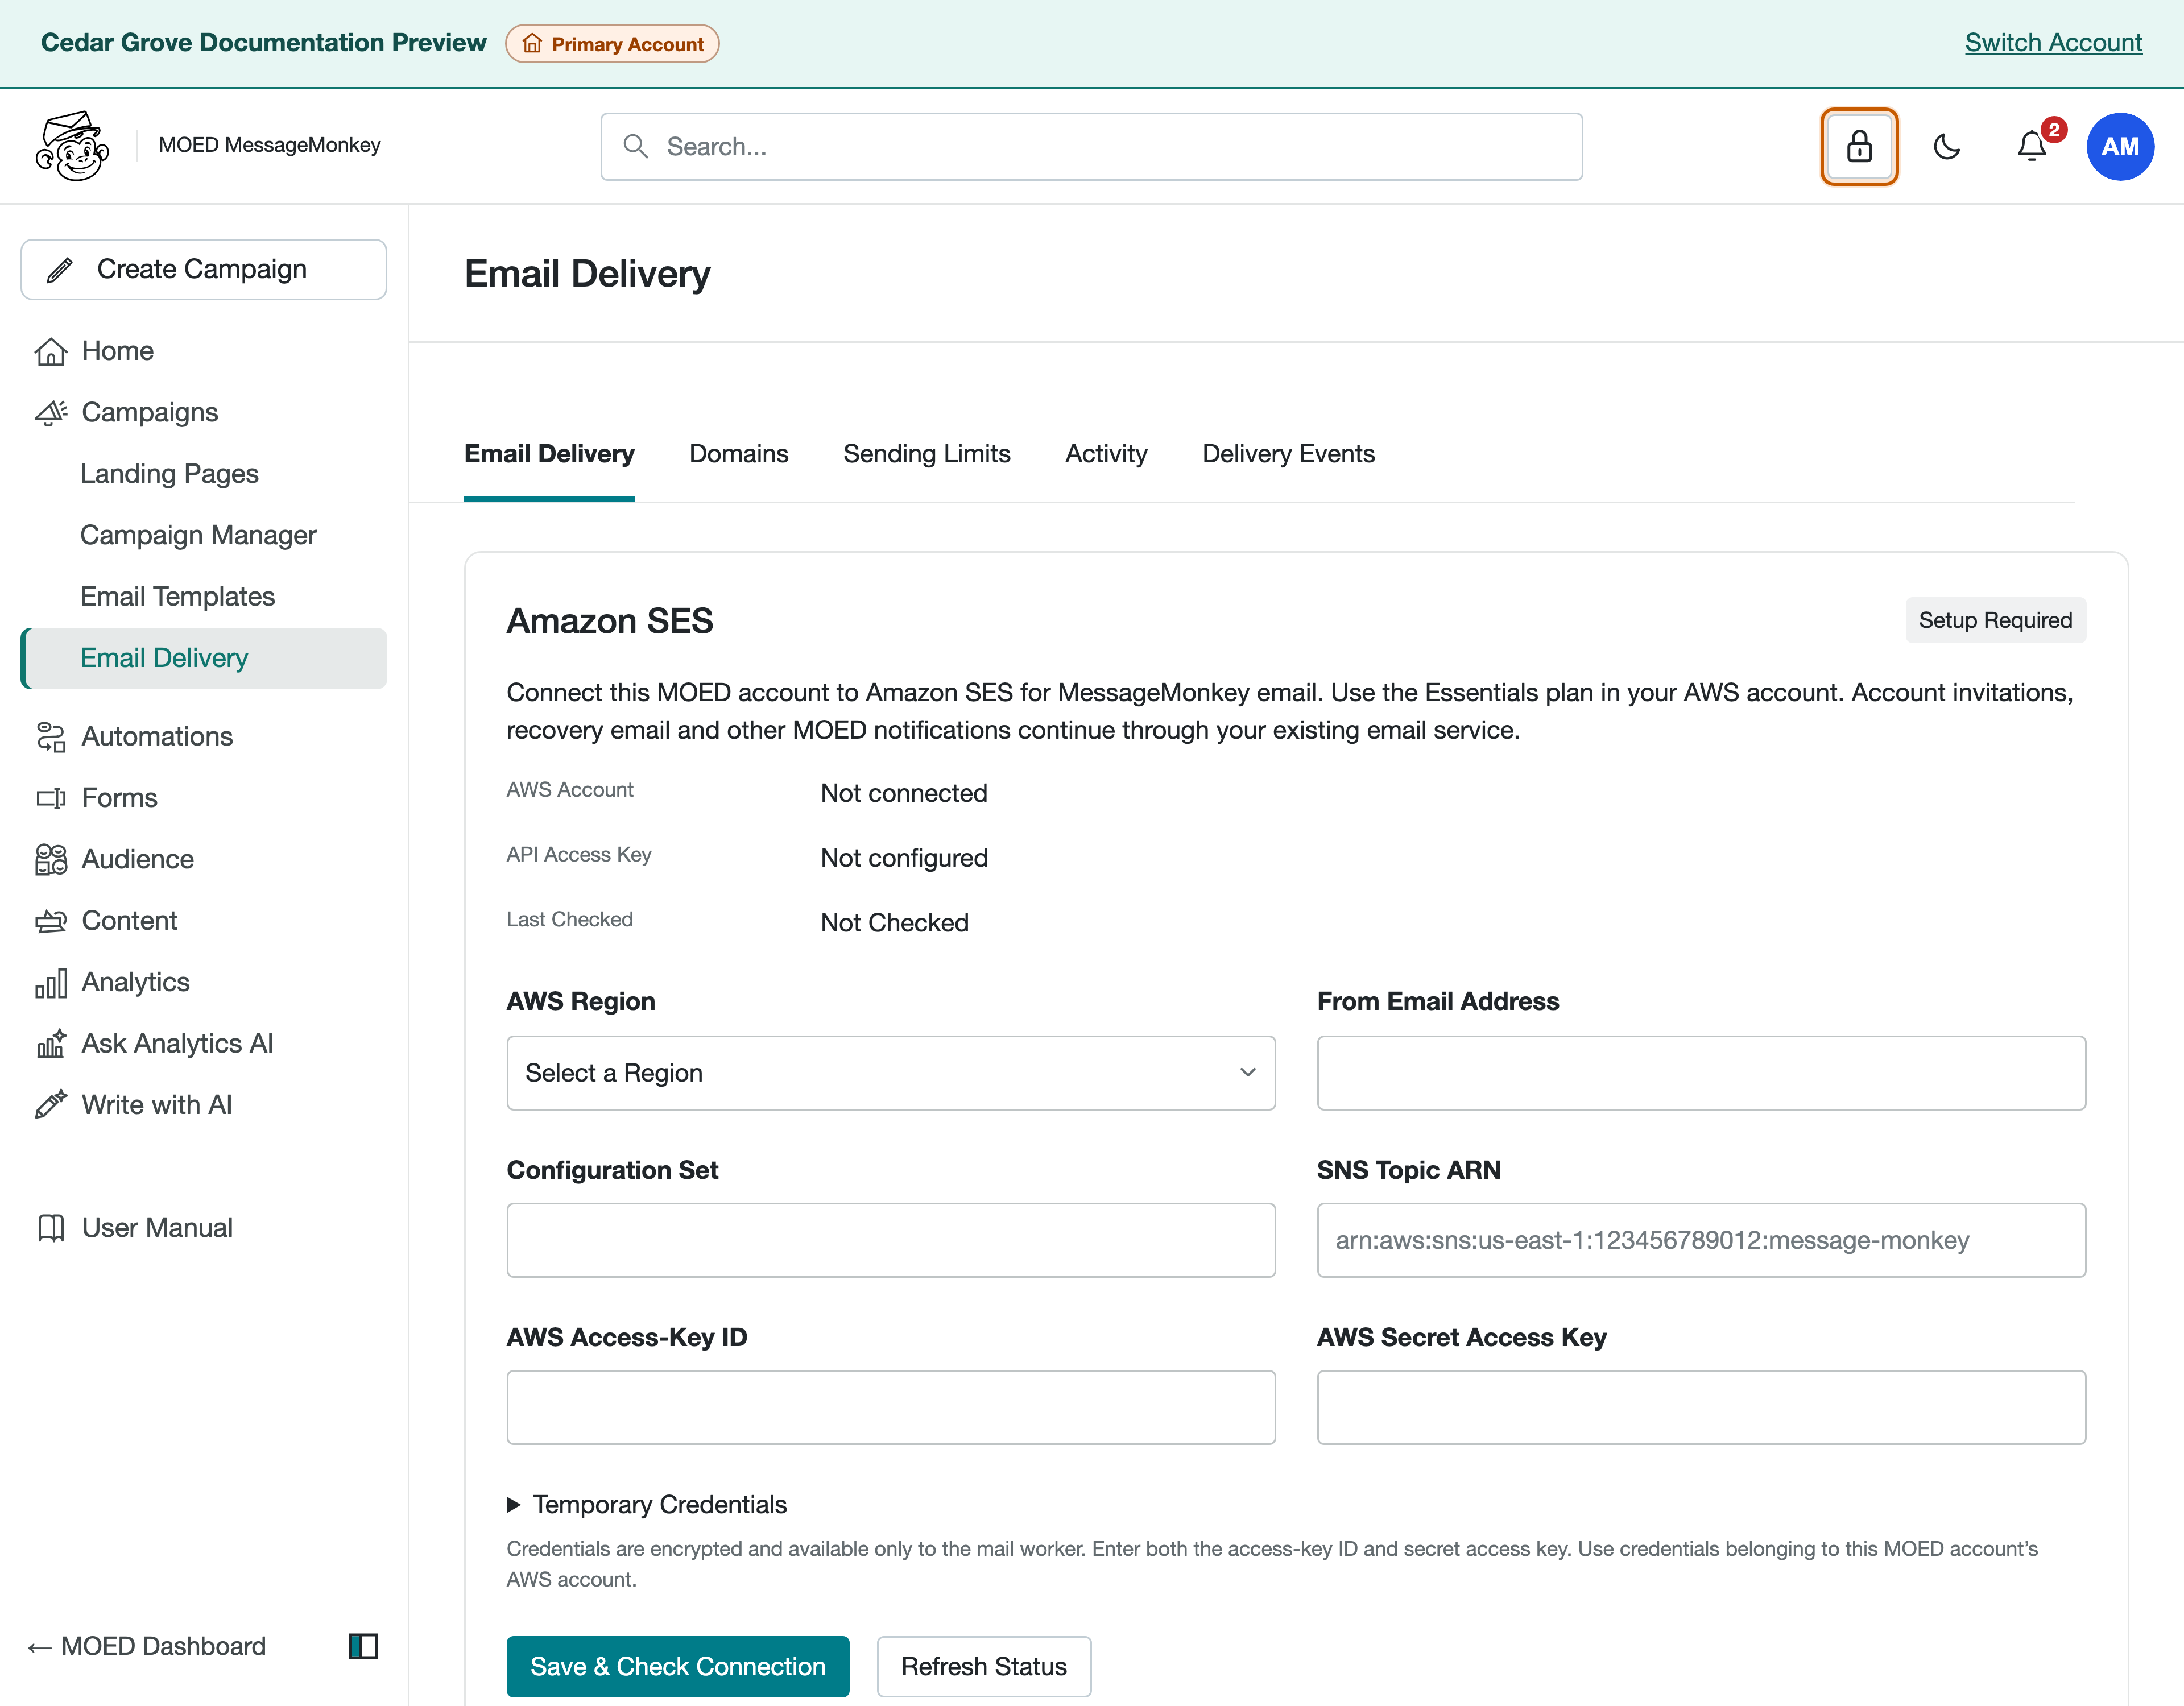 Cedar Grove Documentation Preview
Primary Account
Switch Account
MOED MessageMonkey
Search...
2
AM
Create Campaign
Home
Campaigns
Landing Pages
Campaign Manager
Email Templates
Email Delivery
Automations
Forms
Audience
Content
Analytics
Ask Analytics AI
Write with AI
User Manual
← MOED Dashboard
Email Delivery
Email Delivery
Domains
Sending Limits
Activity
Delivery Events
Amazon SES
Setup Required
Connect this MOED account to Amazon SES for MessageMonkey email. Use the Essentials plan in your AWS account. Account invitations,
recovery email and other MOED notifications continue through your existing email service.
AWS Account
Not connected
API Access Key
Not configured
Last Checked
Not Checked
AWS Region
Select a Region
From Email Address
Configuration Set
SNS Topic ARN
arn:aws:sns:us-east-1:123456789012:message-monkey
AWS Access-Key ID
AWS Secret Access Key
Temporary Credentials
Credentials are encrypted and available only to the mail worker. Enter both the access-key ID and secret access key. Use credentials belonging to this MOED account’s
AWS account.
Save & Check Connection
Refresh Status